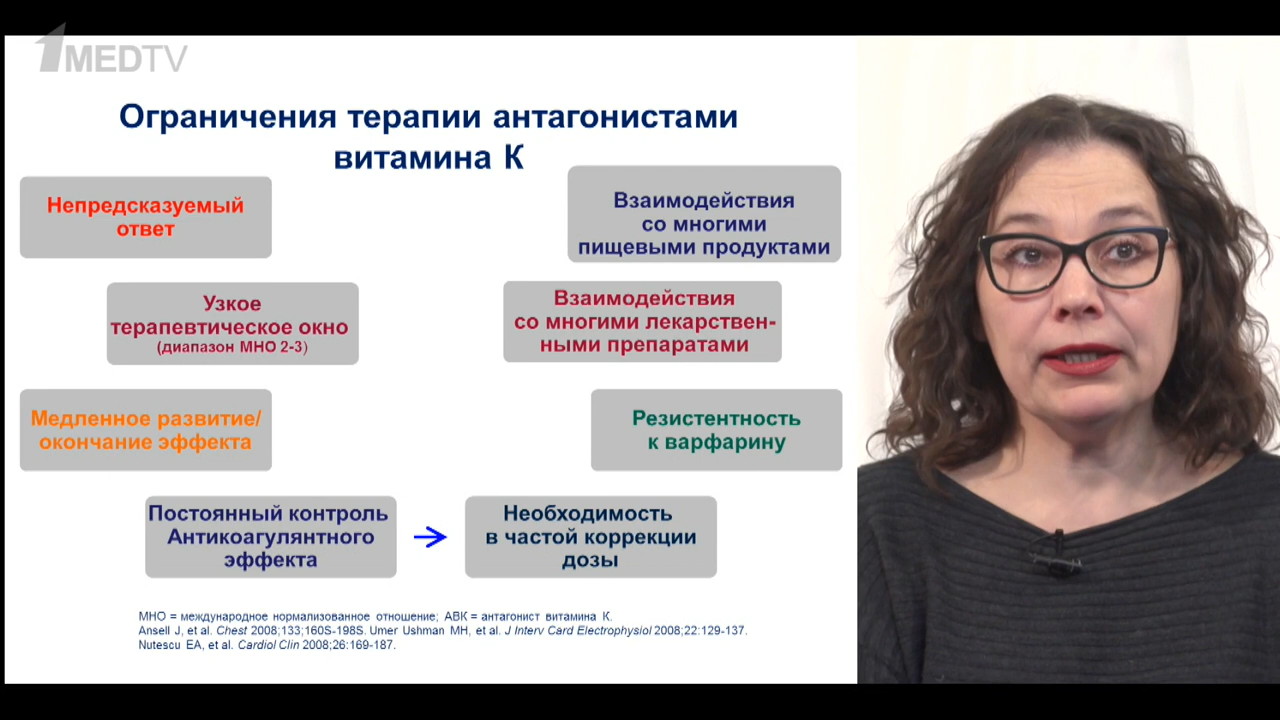 1MEDTV
Ограничения терапии антагонистами
витамина К
Непредсказуемый
ответ
Взаимодействия
со многими
пищевыми продуктами
Узкое
терапевтическое окно
(диапазон МНО 2-3)
Взаимодействия
со многими лекарствен-
ными препаратами
Медленное развитие/
окончание эффекта
Резистентность
к варфарину
Постоянный контроль
Антикоагулянтного
эффекта
Необходимость
в частой коррекции
дозы
МНО = международное нормализованное отношение; АВК = антагонист витамина К.
Ansell J, et al. Chest 2008;133;160S-198S. Umer Ushman MH, et al. J Interv Card Electrophysiol 2008;22:129-137.
Nutescu EA, et al. Cardiol Clin 2008;26:169-187.